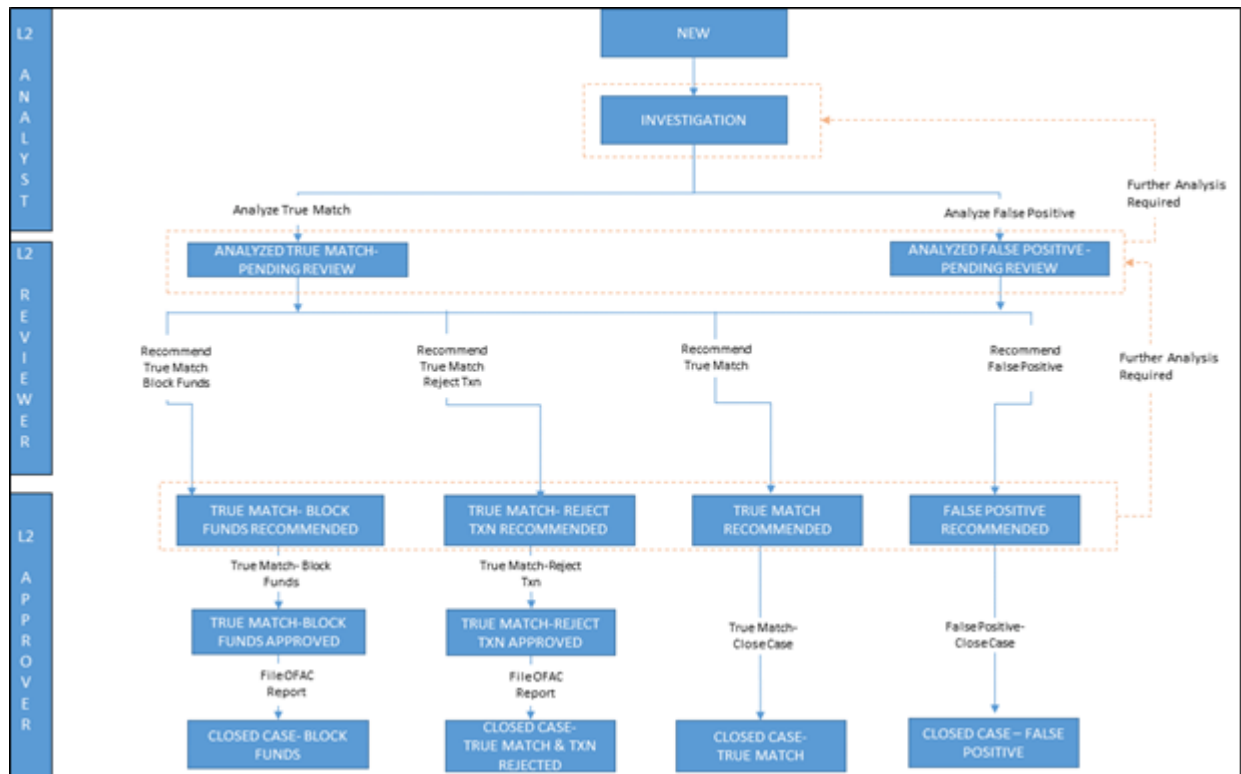 L2
ANALYST
NEW
INVESTIGATION
Further Analysis
Required
Analyze True Match
Analyze False Positive
L2
REVIEWER
ANALYZED TRUE MATCH-
PENDING REVIEW
ANALYZED FALSE POSITIVE -
PENDING REVIEW
Recommend
True Match
Block Funds
Recommend
True Match
Reject Txn
Recommend
True Match
Recommend
False Positive
Further Analysis
Required
L2
APPROVER
TRUE MATCH- BLOCK
FUNDS RECOMMENDED
TRUE MATCH- REJECT
TXN RECOMMENDED
TRUE MATCH
RECOMMENDED
FALSE POSITIVE
RECOMMENDED
True Match- Block
Funds
True Match-Reject
Txn
TRUE MATCH-BLOCK
FUNDS APPROVED
TRUE MATCH-REJECT
TXN APPROVED
True Match-
Close Case
False Positive-
Close Case
File OFAC
Report
File OFAC
Report
CLOSED CASE- BLOCK
FUNDS
CLOSED CASE-
TRUE MATCH & TXN
REJECTED
CLOSED CASE-
TRUE MATCH
CLOSED CASE – FALSE
POSITIVE